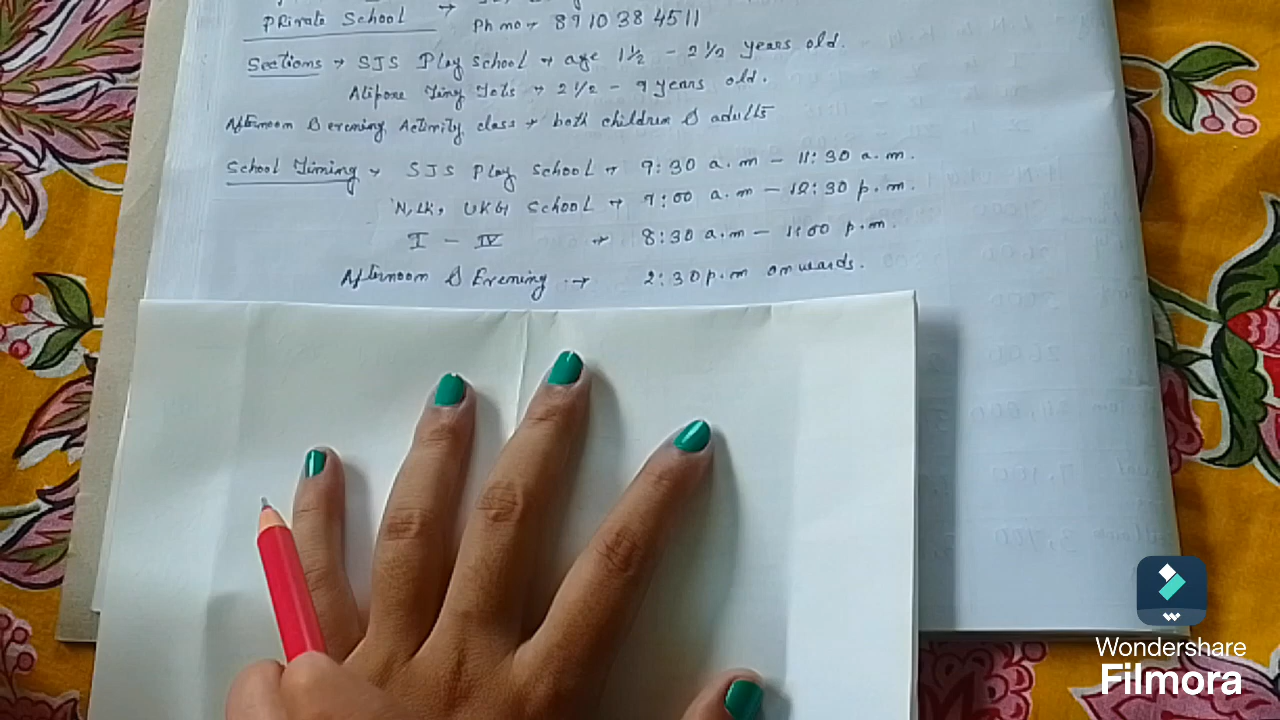 PRivate School → Ph no → 8910384511
Sections → SJS Play School → age 1½ - 2½ years old.
Alipore Tiny Tots → 2 1/2 - 9 years old.
Afternoon & evening Activity class → both children & adults
School Timing → SJS Play School → 9:30 a.m - 11:30 a.m.
N, LK, UKG School → 9:00 a.m - 12:30 p.m.
I - IV → 8:30 a.m - 1:00 p.m.
Afternoon & Evening → 2:30 p.m onwards.
Wondershare
Filmora